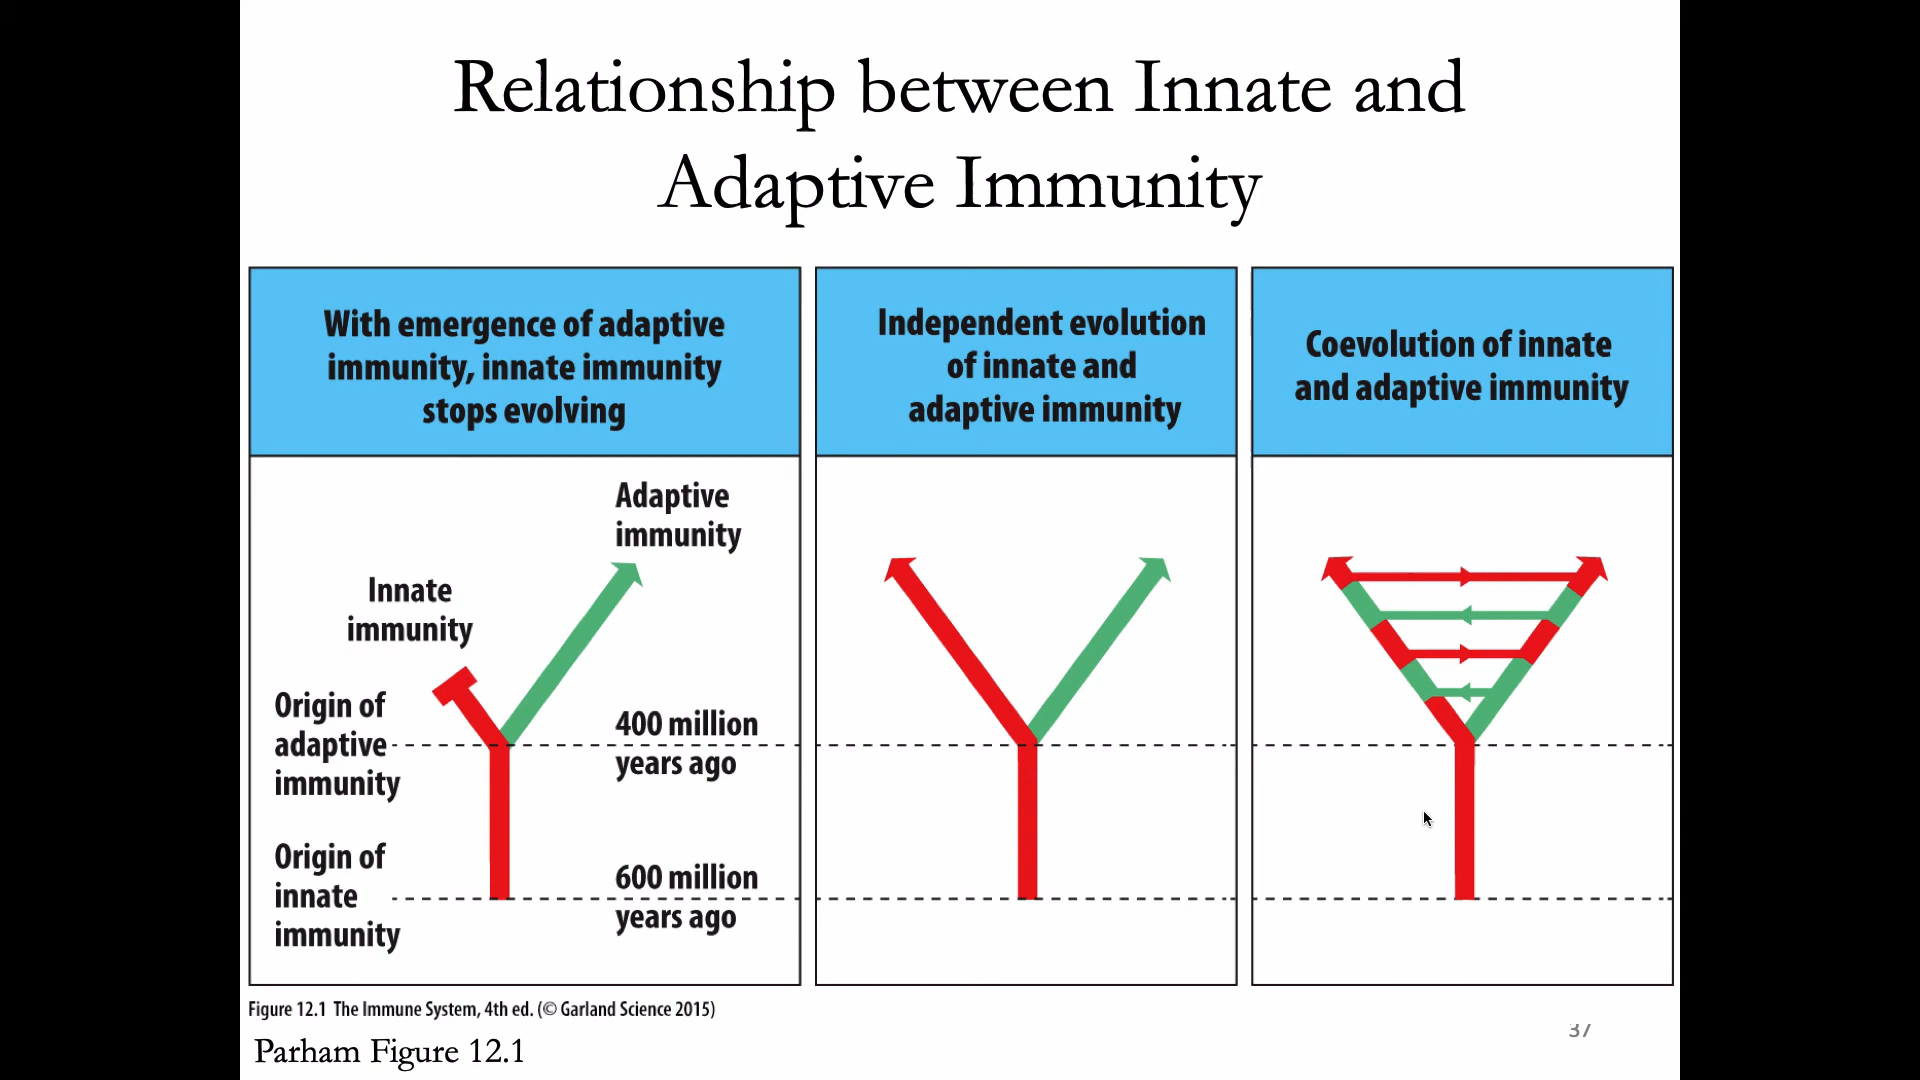 Relationship between Innate and
Adaptive Immunity
With emergence of adaptive
immunity, innate immunity
stops evolving
Adaptive
immunity
Innate
immunity
Origin of
adaptive
immunity
400 million
years ago
Origin of
innate
immunity
600 million
years ago
Independent evolution
of innate and
adaptive immunity
Coevolution of innate
and adaptive immunity
Figure 12.1 The Immune System, 4th ed. (© Garland Science 2015)
Parham Figure 12.1
37